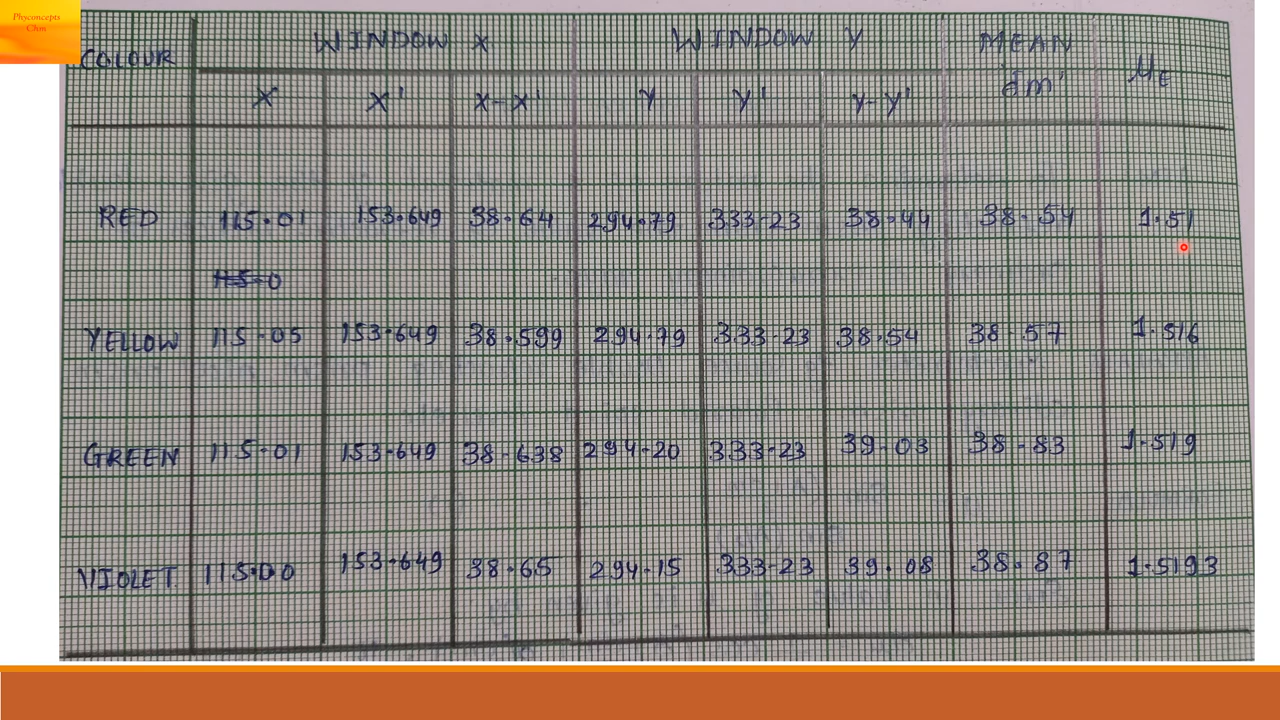 Phyconcepts
Chm
COLOUR WINDOW X WINDOW Y MEAN dm' μE
X X' X-X' Y Y' Y-Y'
RED 115.01 153.649 38.64 294.79 333.23 38.44 38.54 1.51
115.0
YELLOW 115.05 153.649 38.599 294.79 333.23 38.54 38.57 1.516
GREEN 115.01 153.649 38.638 294.20 333.23 39.03 38.83 1.519
VIOLET 115.00 153.649 38.65 294.15 333.23 39.08 38.87 1.5193